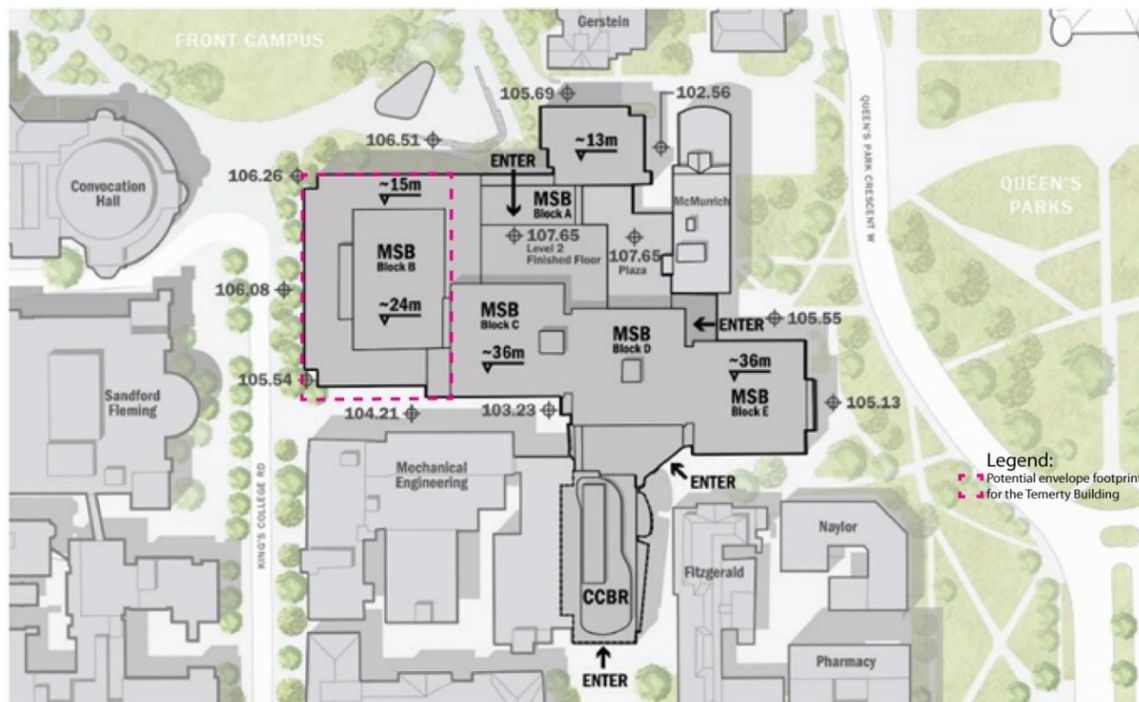 Gerstein
FRONT CAMPUS
105.69
102.56
106.51
~13m
ENTER
QUEEN'S PARK CRESCENT W
106.26
~15m
Convocation
Hall
MSB
Block A
McMurrich
QUEEN'S
PARKS
107.65
Level 2
Finished Floor
107.65
Plaza
MSB
Block B
106.08
~24m
MSB
Block C
MSB
Block D
ENTER
105.55
~36m
~36m
MSB
Block E
105.54
Sandford
Fleming
104.21
103.23
105.13
Mechanical
Engineering
ENTER
Legend:
Potential envelope footprint
for the Temerty Building
KING'S COLLEGE RD
Naylor
Fitzgerald
CCBR
Pharmacy
ENTER